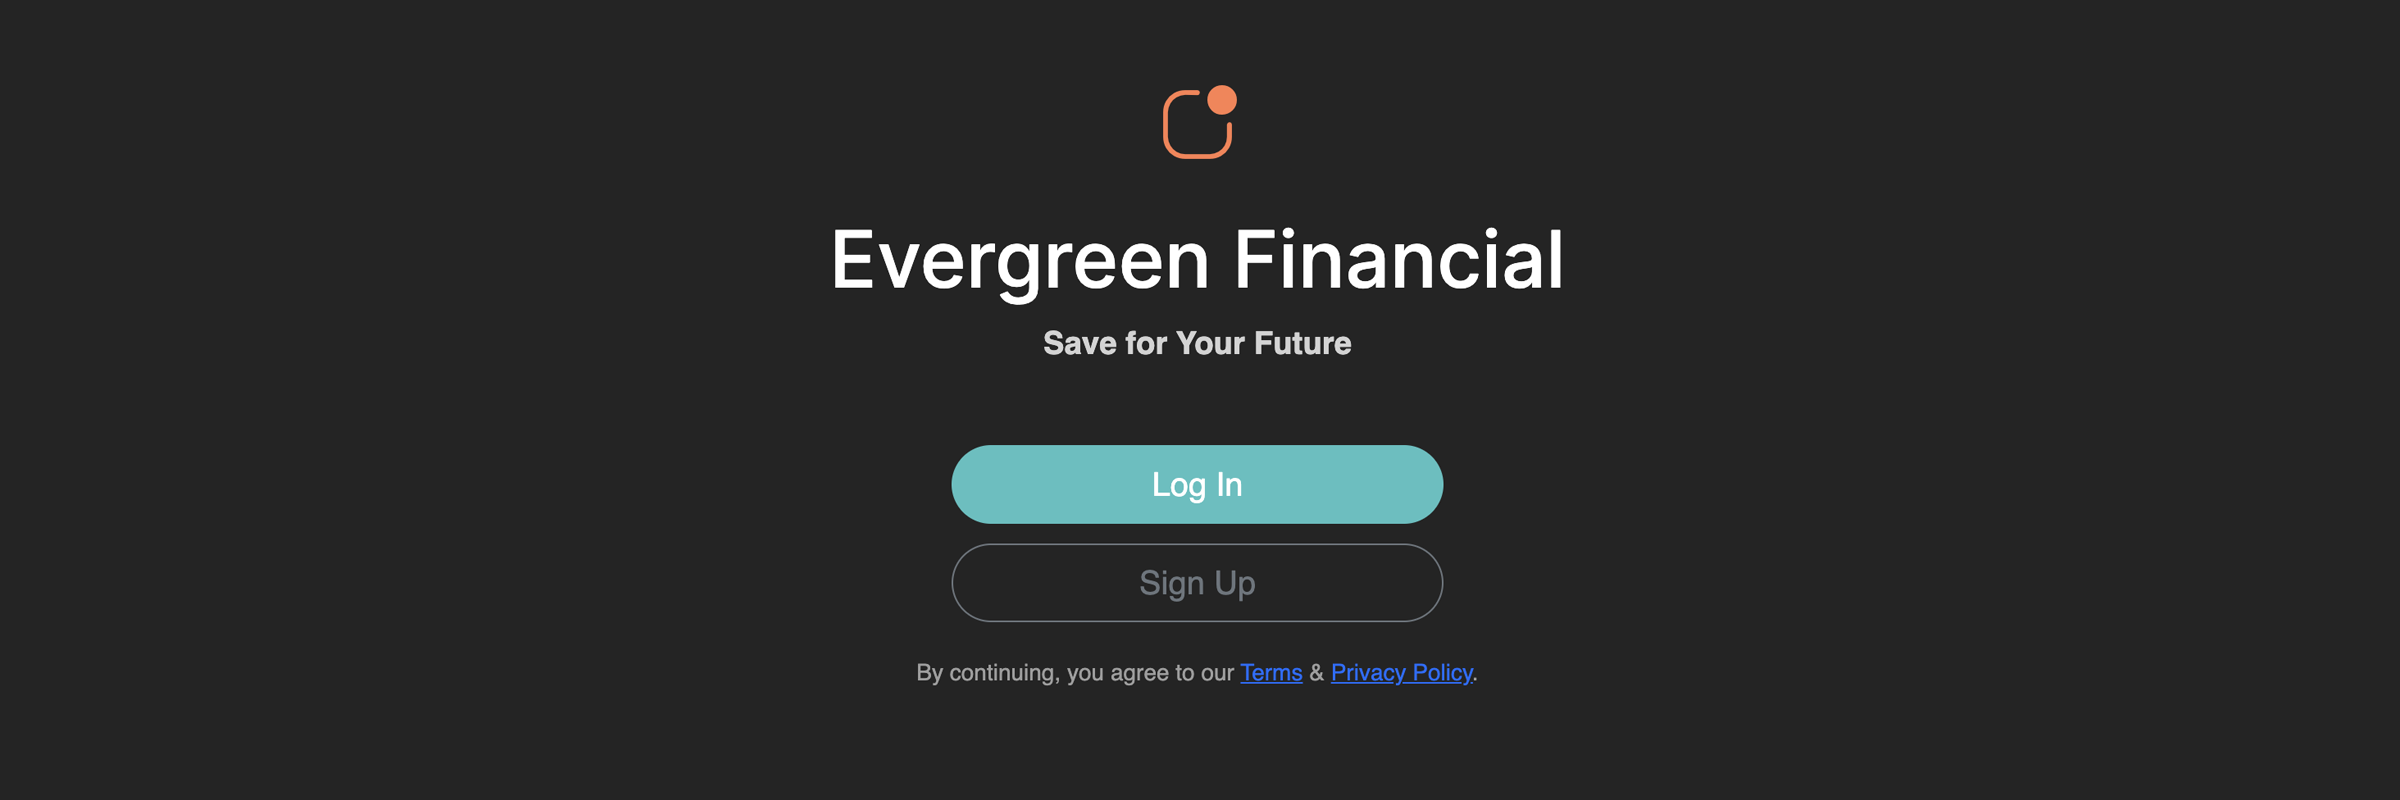 Evergreen Financial
Save for Your Future
Log In
Sign Up
By continuing, you agree to our Terms & Privacy Policy.